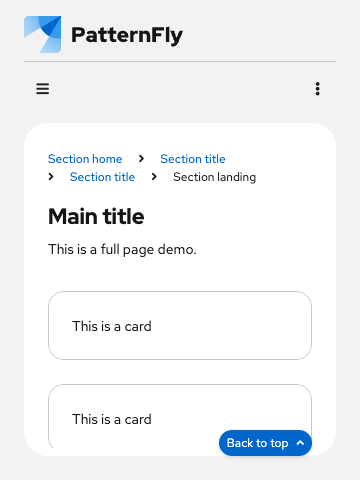 PatternFly
Section home Section title
Section title Section landing
Main title
This is a full page demo.
This is a card
This is a card
Back to top